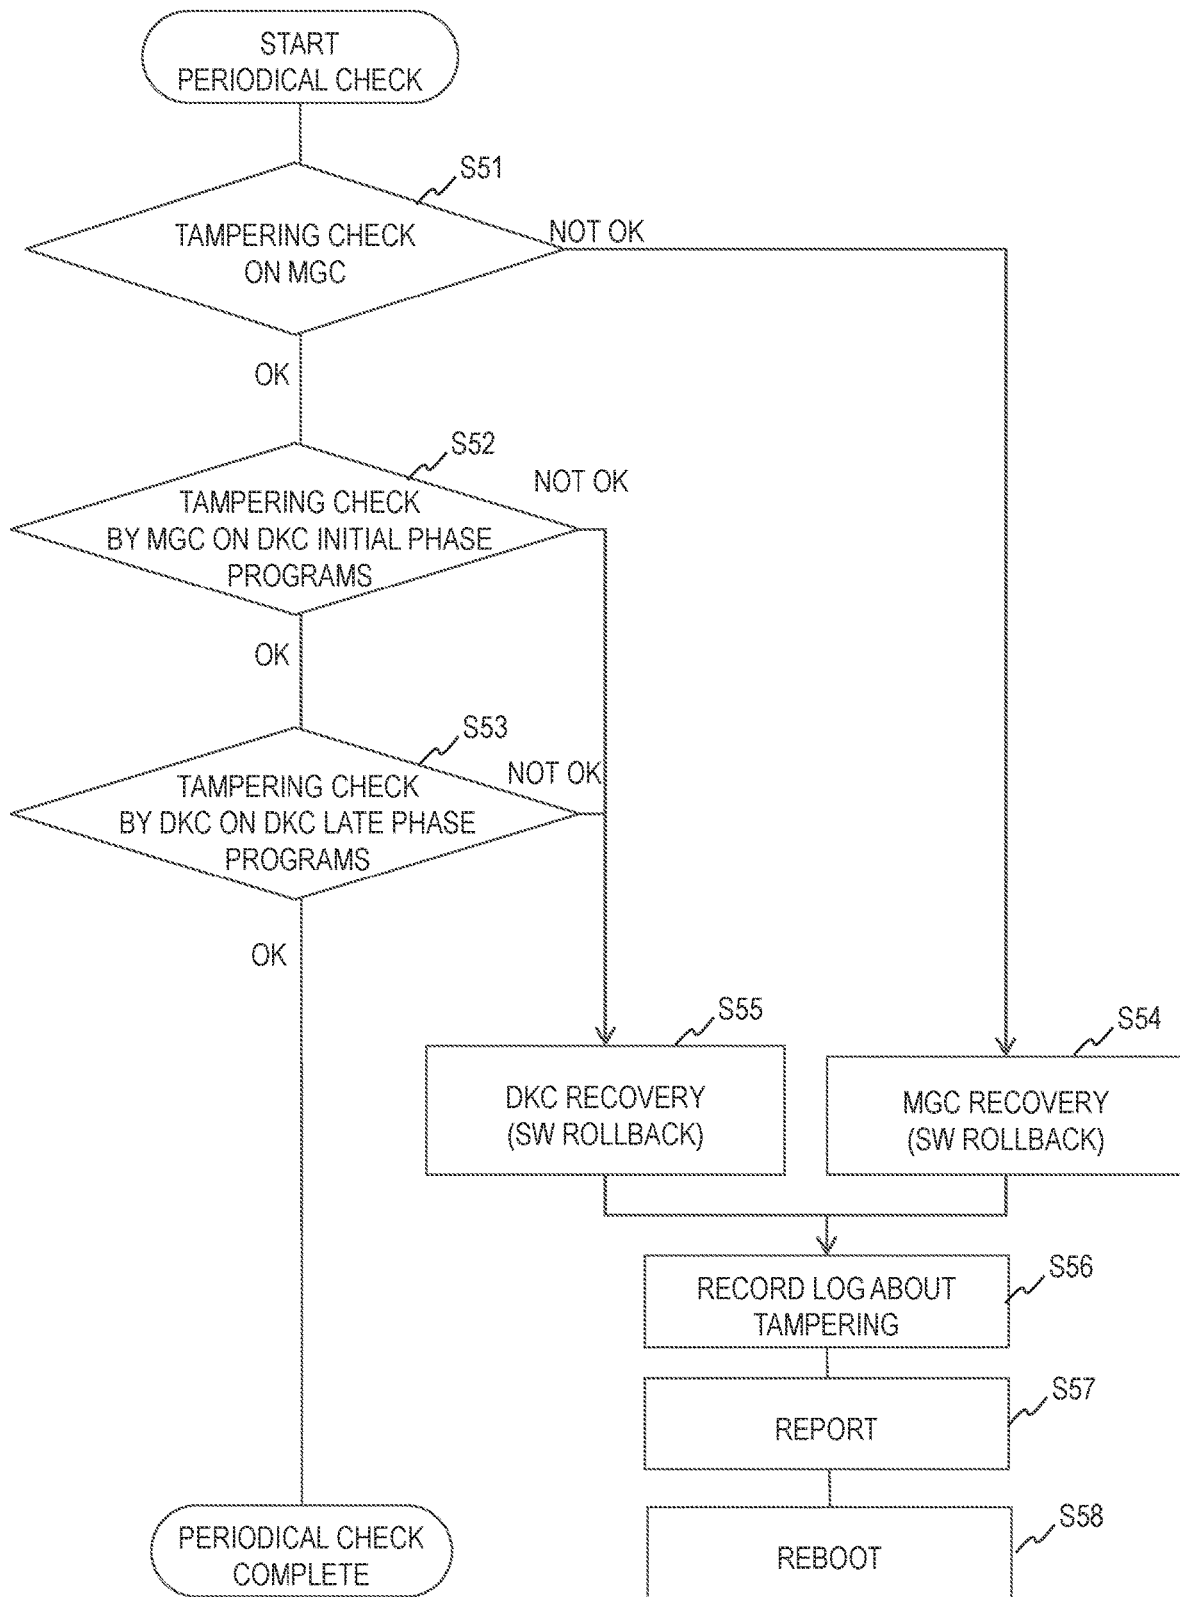 START
PERIODICAL CHECK
S51
TAMPERING CHECK
ON MGC
NOT OK
OK
S52
TAMPERING CHECK
BY MGC ON DKC INITIAL PHASE
PROGRAMS
NOT OK
OK
S53
TAMPERING CHECK
BY DKC ON DKC LATE PHASE
PROGRAMS
NOT OK
OK
S55
DKC RECOVERY
(SW ROLLBACK)
S54
MGC RECOVERY
(SW ROLLBACK)
S56
RECORD LOG ABOUT
TAMPERING
S57
REPORT
S58
REBOOT
PERIODICAL CHECK
COMPLETE